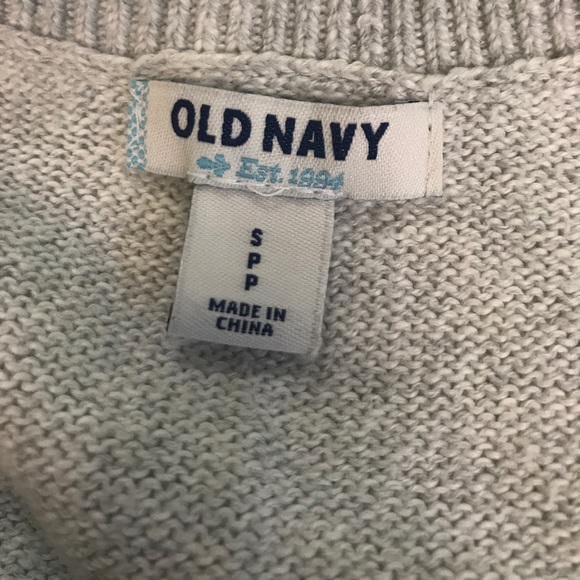 OLD NAVY
Est. 1994
S
P
P
MADE IN
CHINA